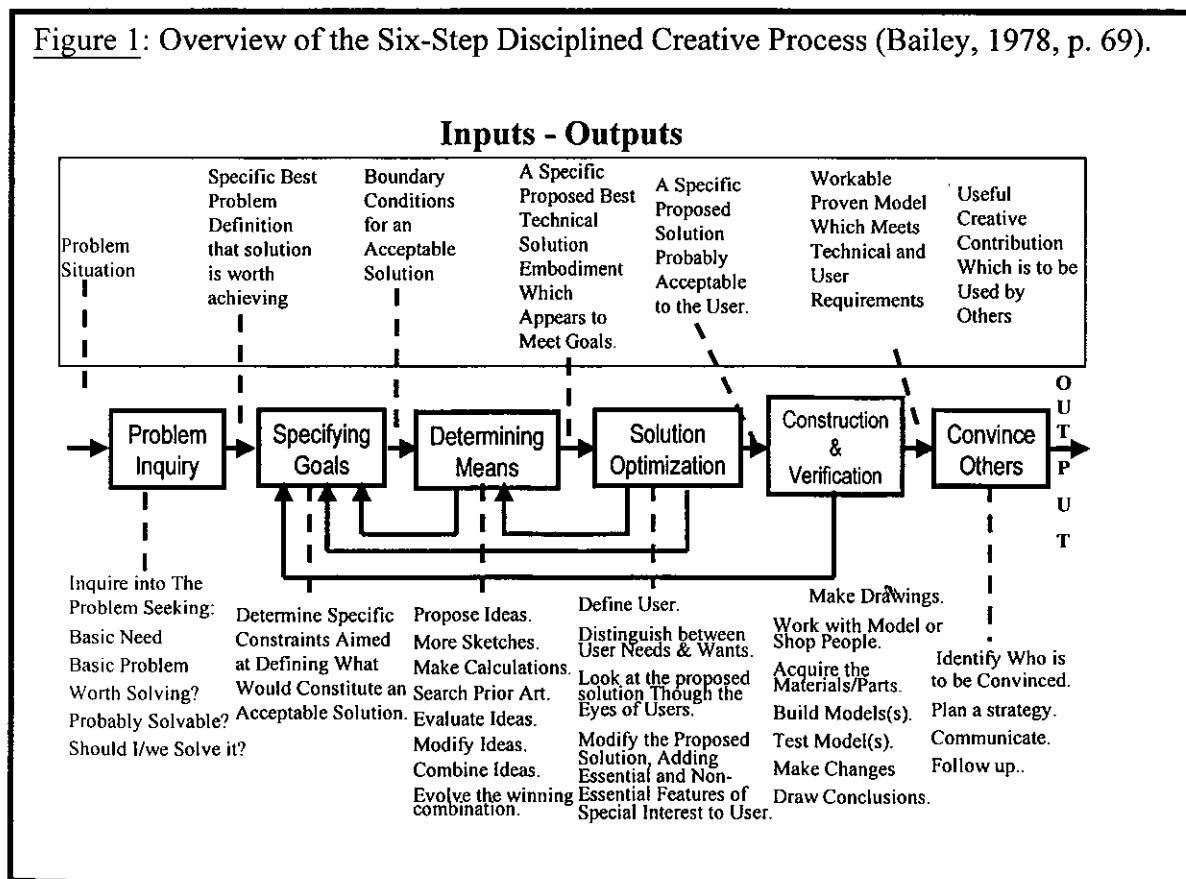 Figure 1: Overview of the Six-Step Disciplined Creative Process (Bailey, 1978, p. 69).
Inputs - Outputs
Problem
Situation
Specific Best
Problem
Definition
that solution
is worth
achieving
Boundary
Conditions
for an
Acceptable
Solution
A Specific
Proposed Best
Technical
Solution
Embodiment
Which
Appears to
Meet Goals.
A Specific
Proposed
Solution
Probably
Acceptable
to the User.
Workable
Proven Model
Which Meets
Technical and
User
Requirements
Useful
Creative
Contribution
Which is to be
Used by
Others
Problem
Inquiry
Specifying
Goals
Determining
Means
Solution
Optimization
Construction
&
Verification
Convince
Others
O
U
T
P
U
T
Inquire into The
Problem Seeking:
Basic Need
Basic Problem
Worth Solving?
Probably Solvable?
Should I/we Solve it?
Determine Specific
Constraints Aimed
at Defining What
Would Constitute an
Acceptable Solution.
Propose Ideas.
More Sketches.
Make Calculations.
Search Prior Art.
Evaluate Ideas.
Modify Ideas.
Combine Ideas.
Evolve the winning
combination.
Define User.
Distinguish between
User Needs & Wants.
Look at the proposed
solution Though the
Eyes of Users.
Modify the Proposed
Solution, Adding
Essential and Non-
Essential Features of
Special Interest to User.
Make Drawings.
Work with Model or
Shop People.
Acquire the
Materials/Parts.
Build Models(s).
Test Model(s).
Make Changes
Draw Conclusions.
Identify Who is
to be Convinced.
Plan a strategy.
Communicate.
Follow up..